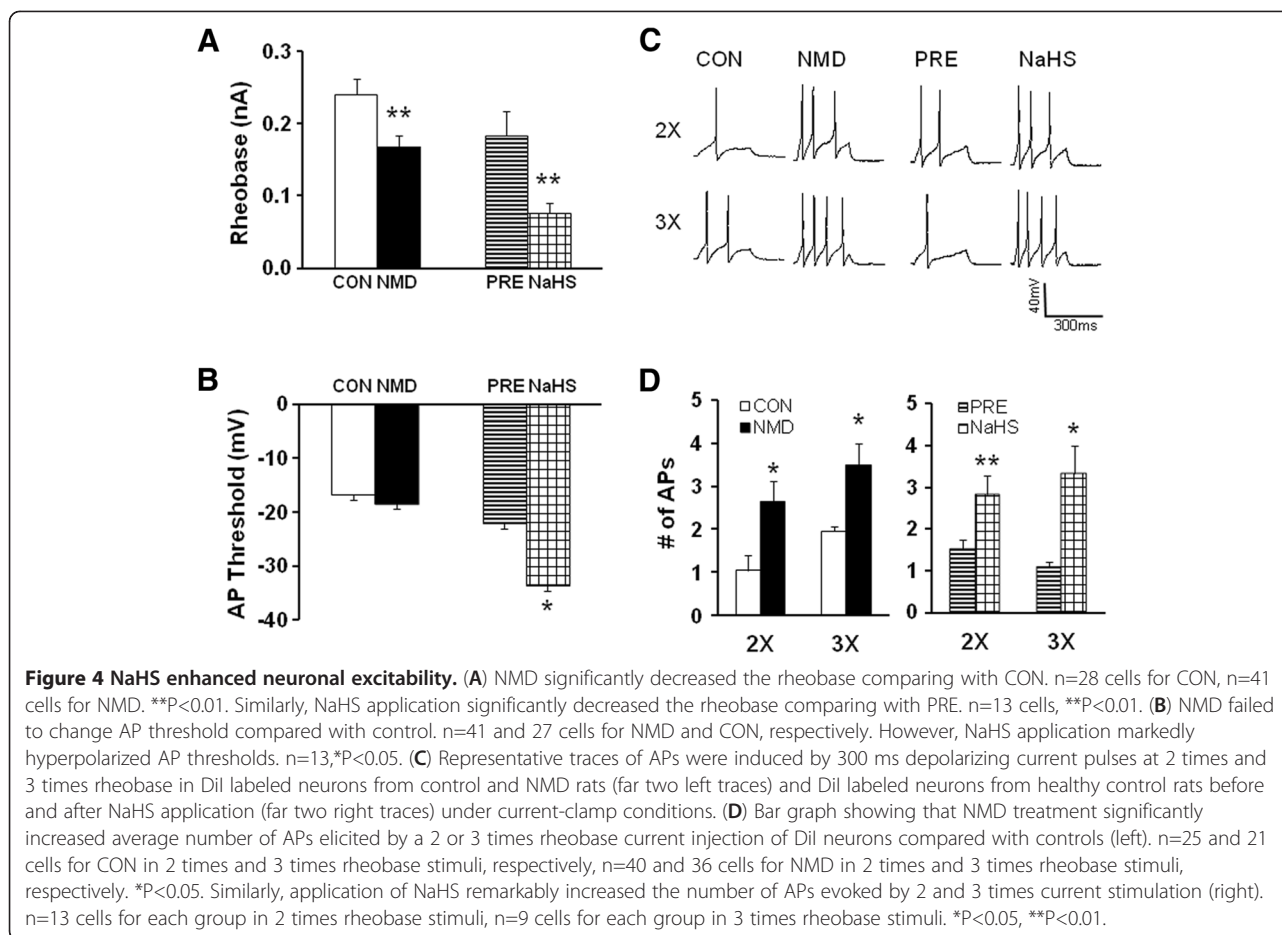 A
0.3
0.2
0.1
0.0
Rheobase (nA)
**
**
CON NMD
PRE NaHS
C
CON NMD PRE NaHS
2X
3X
40mV
300ms
B
CON NMD
PRE NaHS
0
-10
-20
-30
-40
AP Threshold (mV)
*
D
5
4
3
2
1
0
# of APs
CON
NMD
*
*
2X 3X
5
4
3
2
1
0
PRE
NaHS
**
*
2X 3X
Figure 4 NaHS enhanced neuronal excitability. (A) NMD significantly decreased the rheobase comparing with CON. n=28 cells for CON, n=41
cells for NMD. **P<0.01. Similarly, NaHS application significantly decreased the rheobase comparing with PRE. n=13 cells, **P<0.01. (B) NMD failed
to change AP threshold compared with control. n=41 and 27 cells for NMD and CON, respectively. However, NaHS application markedly
hyperpolarized AP thresholds. n=13,*P<0.05. (C) Representative traces of APs were induced by 300 ms depolarizing current pulses at 2 times and
3 times rheobase in DiI labeled neurons from control and NMD rats (far two left traces) and DiI labeled neurons from healthy control rats before
and after NaHS application (far two right traces) under current-clamp conditions. (D) Bar graph showing that NMD treatment significantly
increased average number of APs elicited by a 2 or 3 times rheobase current injection of DiI neurons compared with controls (left). n=25 and 21
cells for CON in 2 times and 3 times rheobase stimuli, respectively, n=40 and 36 cells for NMD in 2 times and 3 times rheobase stimuli,
respectively. *P<0.05. Similarly, application of NaHS remarkably increased the number of APs evoked by 2 and 3 times current stimulation (right).
n=13 cells for each group in 2 times rheobase stimuli, n=9 cells for each group in 3 times rheobase stimuli. *P<0.05, **P<0.01.